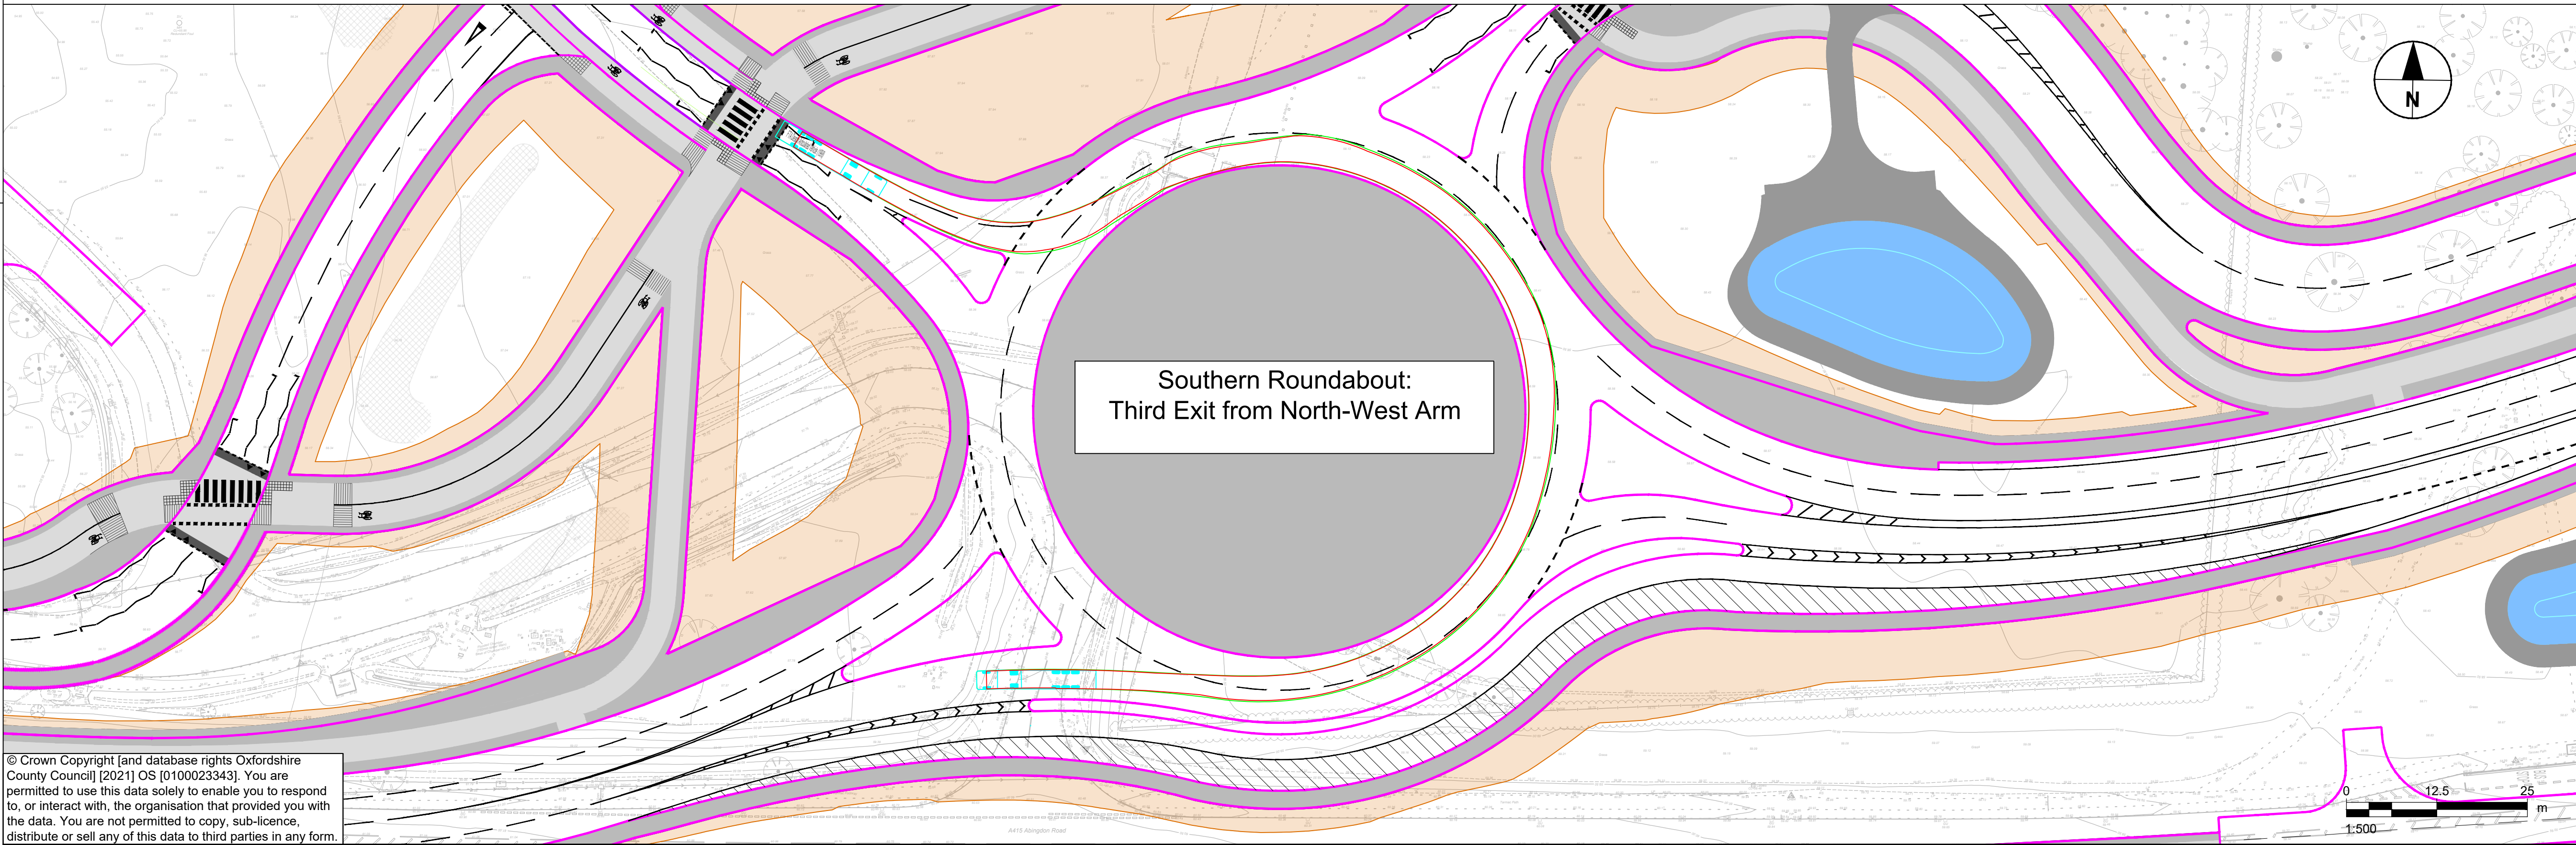 N
Southern Roundabout:
Third Exit from North-West Arm
© Crown Copyright [and database rights Oxfordshire
County Council] [2021] OS [0100023343]. You are
permitted to use this data solely to enable you to respond
to, or interact with, the organisation that provided you with
the data. You are not permitted to copy, sub-licence,
distribute or sell any of this data to third parties in any form.
A415 Abingdon Road
0 12.5 25
m
1:500